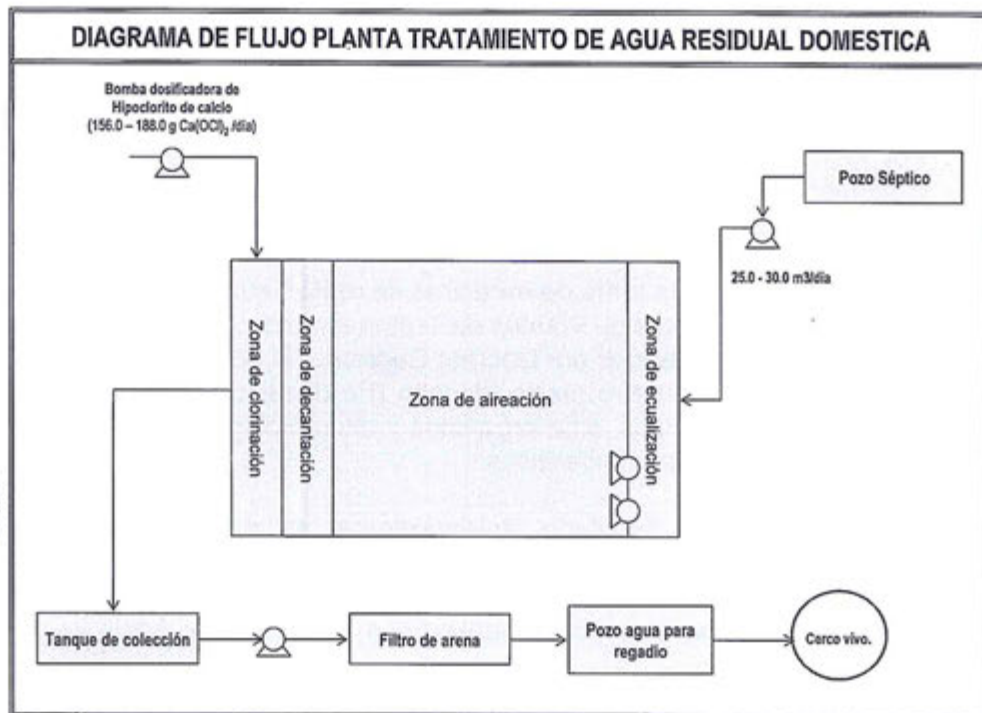 DIAGRAMA DE FLUJO PLANTA TRATAMIENTO DE AGUA RESIDUAL DOMESTICA
Bomba dosificadora de
Hipoclorito de calcio
(156.0 – 188.0 g Ca(OCl)₂ /dia)
Pozo Séptico
25.0 - 30.0 m3/dia
Zona de clorinación
Zona de decantación
Zona de aireación
Zona de ecualización
Tanque de colección
Filtro de arena
Pozo agua para
regadio
Cerco vivo.